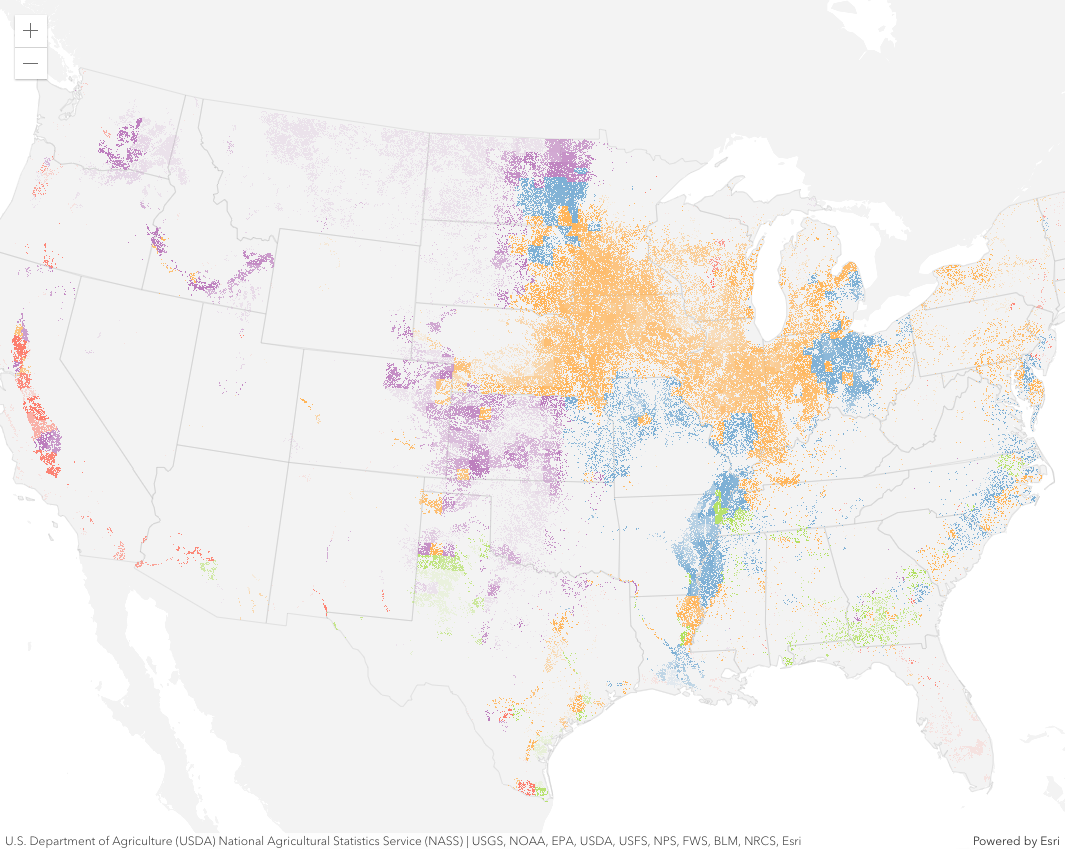 +
−
U.S. Department of Agriculture (USDA) National Agricultural Statistics Service (NASS) | USGS, NOAA, EPA, USDA, USFS, NPS, FWS, BLM, NRCS, Esri
Powered by Esri